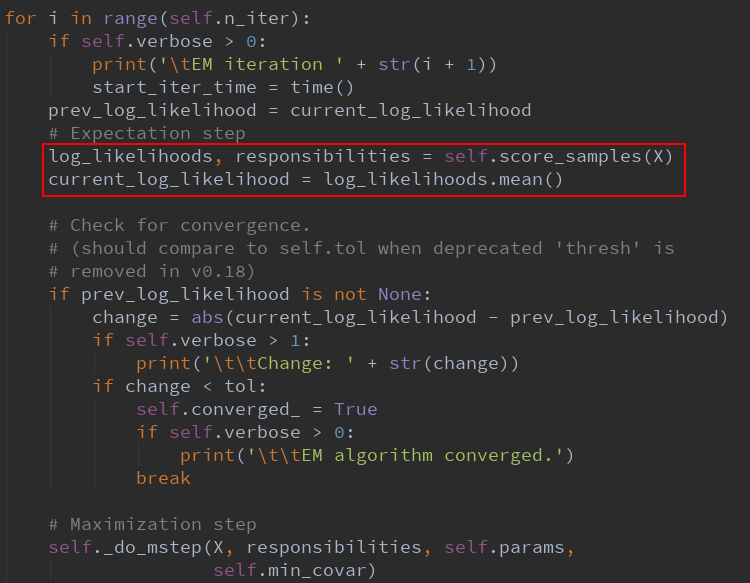 for i in range(self.n_iter):
    if self.verbose > 0:
        print('\tEM iteration ' + str(i + 1))
        start_iter_time = time()
    prev_log_likelihood = current_log_likelihood
    # Expectation step
    log_likelihoods, responsibilities = self.score_samples(X)
    current_log_likelihood = log_likelihoods.mean()

    # Check for convergence.
    # (should compare to self.tol when deprecated 'thresh' is
    # removed in v0.18)
    if prev_log_likelihood is not None:
        change = abs(current_log_likelihood - prev_log_likelihood)
        if self.verbose > 1:
            print('\t\tChange: ' + str(change))
        if change < tol:
            self.converged_ = True
            if self.verbose > 0:
                print('\t\tEM algorithm converged.')
            break

    # Maximization step
    self._do_mstep(X, responsibilities, self.params,
                   self.min_covar)